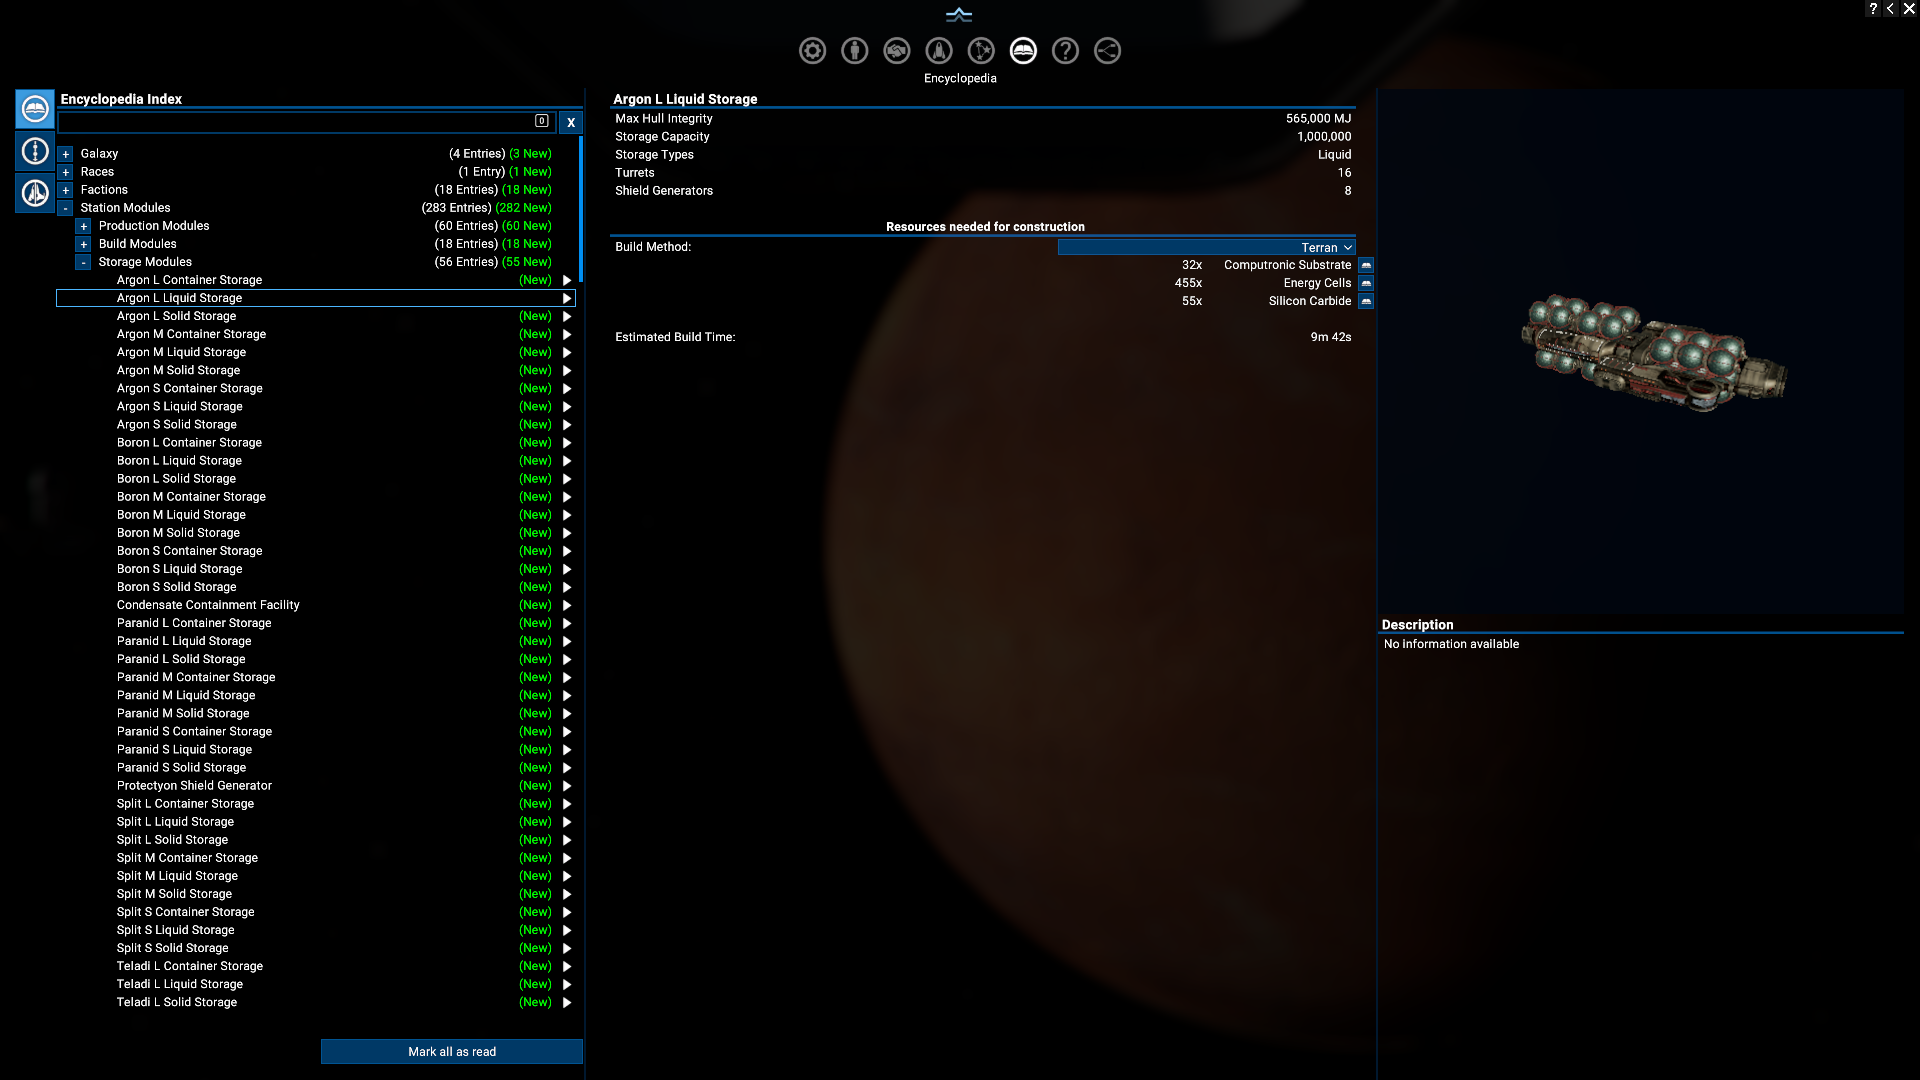 ? < X
Encyclopedia
Encyclopedia Index
0 X
+ Galaxy (4 Entries) (3 New)
+ Races (1 Entry) (1 New)
+ Factions (18 Entries) (18 New)
- Station Modules (283 Entries) (282 New)
+ Production Modules (60 Entries) (60 New)
+ Build Modules (18 Entries) (18 New)
- Storage Modules (56 Entries) (55 New)
Argon L Container Storage (New)
Argon L Liquid Storage
Argon L Solid Storage (New)
Argon M Container Storage (New)
Argon M Liquid Storage (New)
Argon M Solid Storage (New)
Argon S Container Storage (New)
Argon S Liquid Storage (New)
Argon S Solid Storage (New)
Boron L Container Storage (New)
Boron L Liquid Storage (New)
Boron L Solid Storage (New)
Boron M Container Storage (New)
Boron M Liquid Storage (New)
Boron M Solid Storage (New)
Boron S Container Storage (New)
Boron S Liquid Storage (New)
Boron S Solid Storage (New)
Condensate Containment Facility (New)
Paranid L Container Storage (New)
Paranid L Liquid Storage (New)
Paranid L Solid Storage (New)
Paranid M Container Storage (New)
Paranid M Liquid Storage (New)
Paranid M Solid Storage (New)
Paranid S Container Storage (New)
Paranid S Liquid Storage (New)
Paranid S Solid Storage (New)
Protectyon Shield Generator (New)
Split L Container Storage (New)
Split L Liquid Storage (New)
Split L Solid Storage (New)
Split M Container Storage (New)
Split M Liquid Storage (New)
Split M Solid Storage (New)
Split S Container Storage (New)
Split S Liquid Storage (New)
Split S Solid Storage (New)
Teladi L Container Storage (New)
Teladi L Liquid Storage (New)
Teladi L Solid Storage (New)
Mark all as read
Argon L Liquid Storage
Max Hull Integrity 565,000 MJ
Storage Capacity 1,000,000
Storage Types Liquid
Turrets 16
Shield Generators 8
Resources needed for construction
Build Method: Terran
32x Computronic Substrate
455x Energy Cells
55x Silicon Carbide
Estimated Build Time: 9m 42s
Description
No information available